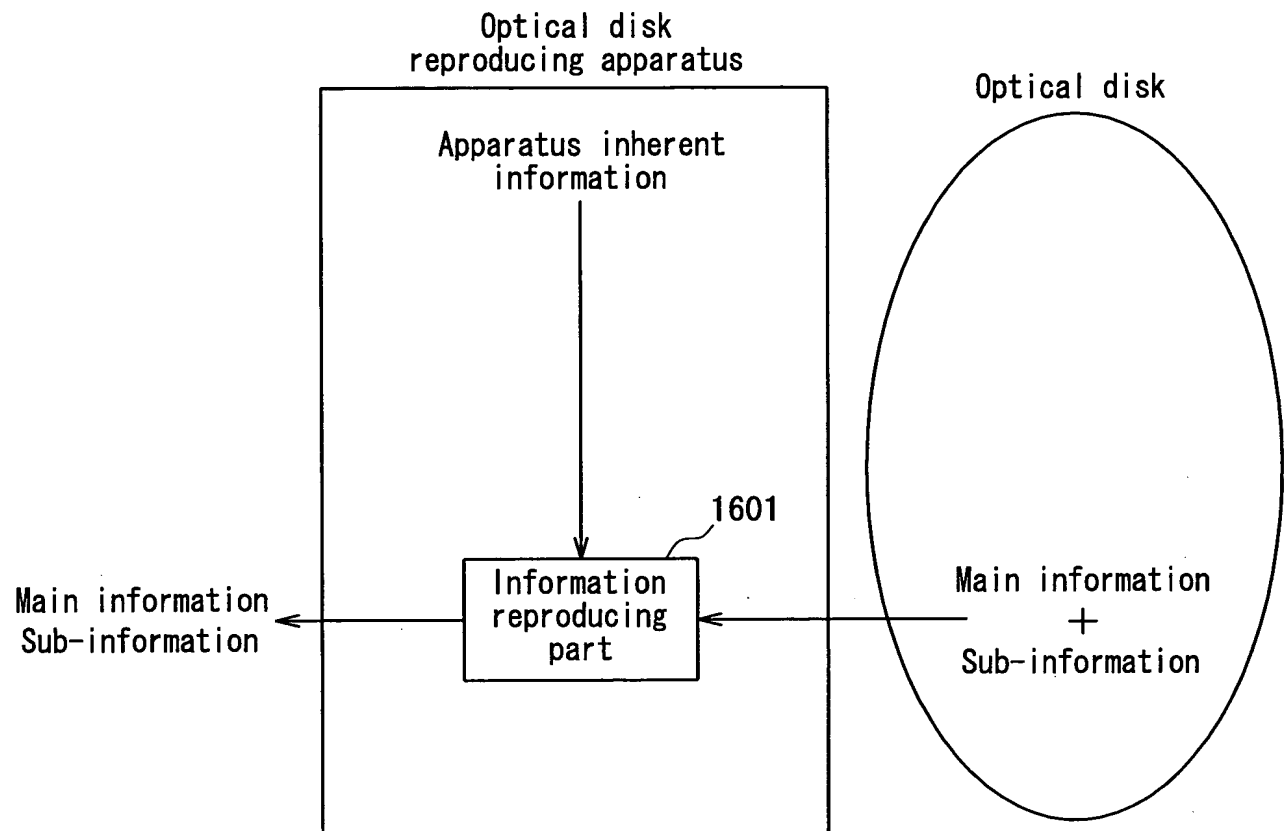 Optical disk
reproducing apparatus
Optical disk
Apparatus inherent
information
1601
Information
reproducing
part
Main information
Sub-information
Main information
+
Sub-information